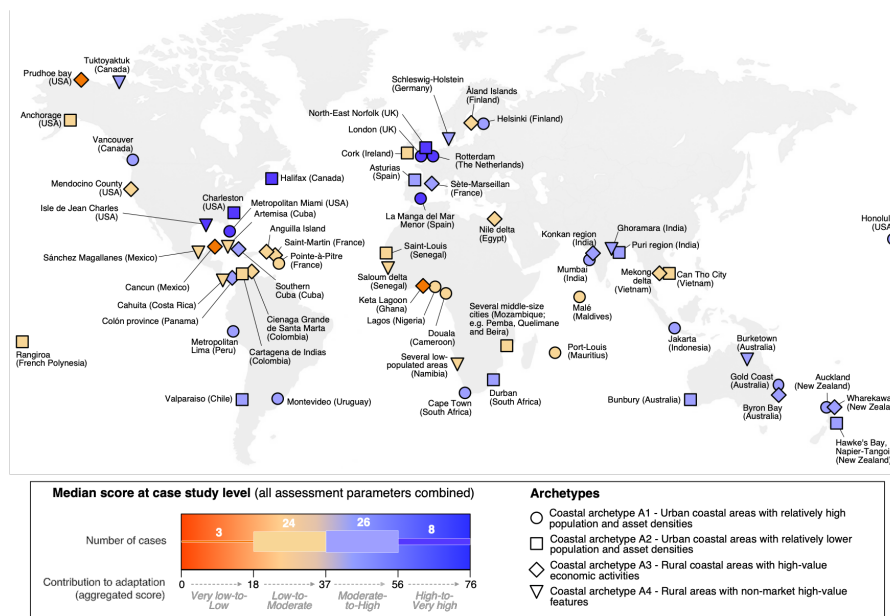 Tuktoyaktuk
(Canada)
Prudhoe bay
(USA)
Anchorage
(USA)
Vancouver
(Canada)
Mendocino County
(USA)
Isle de Jean Charles
(USA)
Halifax (Canada)
Charleston
(USA)
Metropolitan Miami (USA)
Artemisa (Cuba)
Anguilla Island
Saint-Martin (France)
Pointe-à-Pitre
(France)
Sánchez Magallanes (Mexico)
Cancun (Mexico)
Southern
Cuba (Cuba)
Cahuita (Costa Rica)
Colón province (Panama)
Cienaga Grande
de Santa Marta
(Colombia)
Cartagena de Indias
(Colombia)
Metropolitan
Lima (Peru)
Rangiroa
(French Polynesia)
Valparaiso (Chile)
Montevideo (Uruguay)
Schleswig-Holstein
(Germany)
Åland Islands
(Finland)
Helsinki (Finland)
North-East Norfolk (UK)
London (UK)
Cork (Ireland)
Rotterdam
(The Netherlands)
Asturias
(Spain)
Sète-Marseillan
(France)
La Manga del Mar
Menor (Spain)
Nile delta
(Egypt)
Saint-Louis
(Senegal)
Saloum delta
(Senegal)
Keta Lagoon
(Ghana)
Lagos (Nigeria)
Douala
(Cameroon)
Several middle-size
cities (Mozambique;
e.g. Pemba, Quelimane
and Beira)
Several low-
populated areas
(Namibia)
Cape Town
(South Africa)
Durban
(South Africa)
Port-Louis
(Mauritius)
Malé
(Maldives)
Konkan region
(India)
Mumbai
(India)
Ghoramara (India)
Puri region (India)
Mekong
delta
(Vietnam)
Can Tho City
(Vietnam)
Jakarta
(Indonesia)
Burketown
(Australia)
Gold Coast
(Australia)
Byron Bay
(Australia)
Bunbury (Australia)
Auckland
(New Zealand)
Wharekawa
(New Zeala
Hawke's Bay,
Napier-Tangoi
(New Zealand)
Honolu
(USA
Median score at case study level (all assessment parameters combined)
Number of cases
3
24
26
8
Contribution to adaptation
(aggregated score)
0
18
37
56
76
Very low-to-
Low
Low-to-
Moderate
Moderate-
to-High
High-to-
Very high
Archetypes
Coastal archetype A1 - Urban coastal areas with relatively high
population and asset densities
Coastal archetype A2 - Urban coastal areas with relatively lower
population and asset densities
Coastal archetype A3 - Rural coastal areas with high-value
economic activities
Coastal archetype A4 - Rural areas with non-market high-value
features